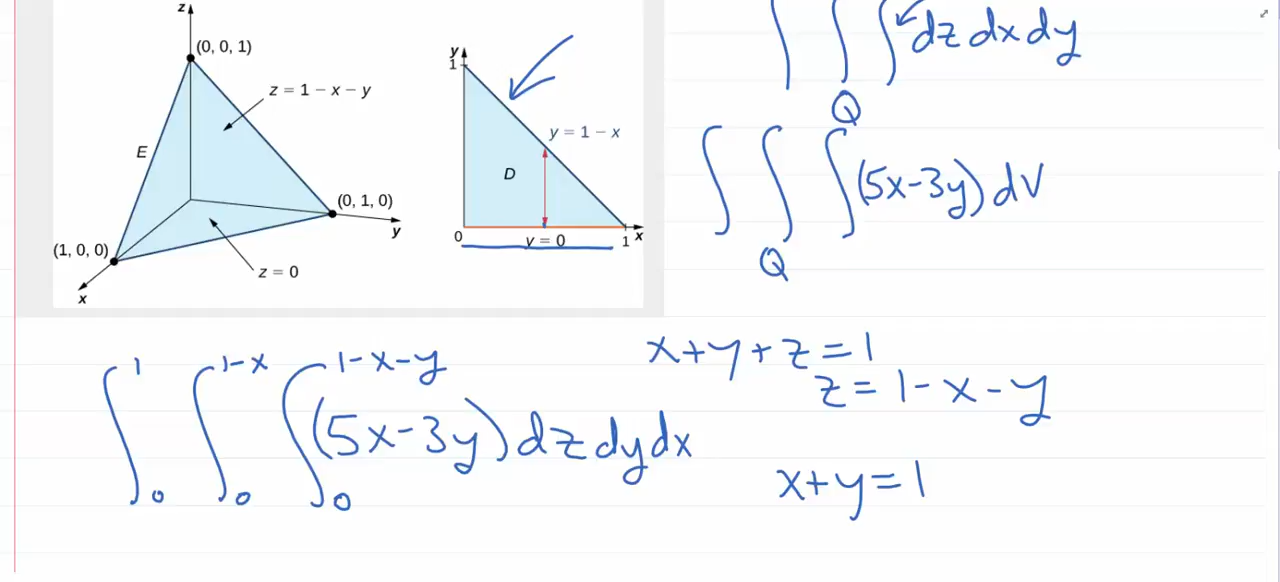 z
(0, 0, 1)
z = 1 − x − y
E
(0, 1, 0)
y
(1, 0, 0)
z = 0
x
y
1
y = 1 − x
D
0
y = 0
1
x
∫∫∫ dz dx dy
Q
∫∫∫ (5x-3y) dV
Q
x+y+z=1
z = 1-x-y
∫₀¹ ∫₀^{1-x} ∫₀^{1-x-y} (5x-3y) dz dy dx
x+y=1